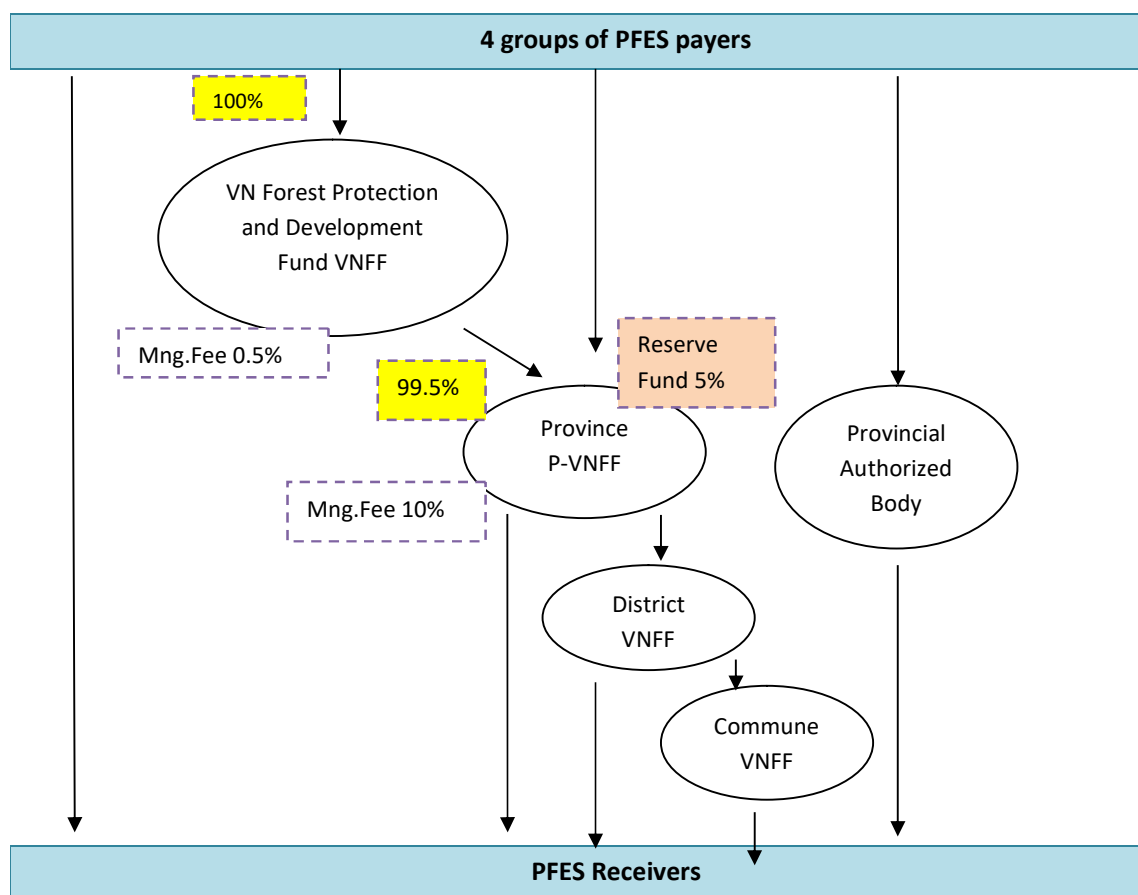 4 groups of PFES payers
100%
VN Forest Protection
and Development
Fund VNFF
Mng.Fee 0.5%
Reserve
Fund 5%
99.5%
Province
P-VNFF
Provincial
Authorized
Body
Mng.Fee 10%
District
VNFF
Commune
VNFF
PFES Receivers